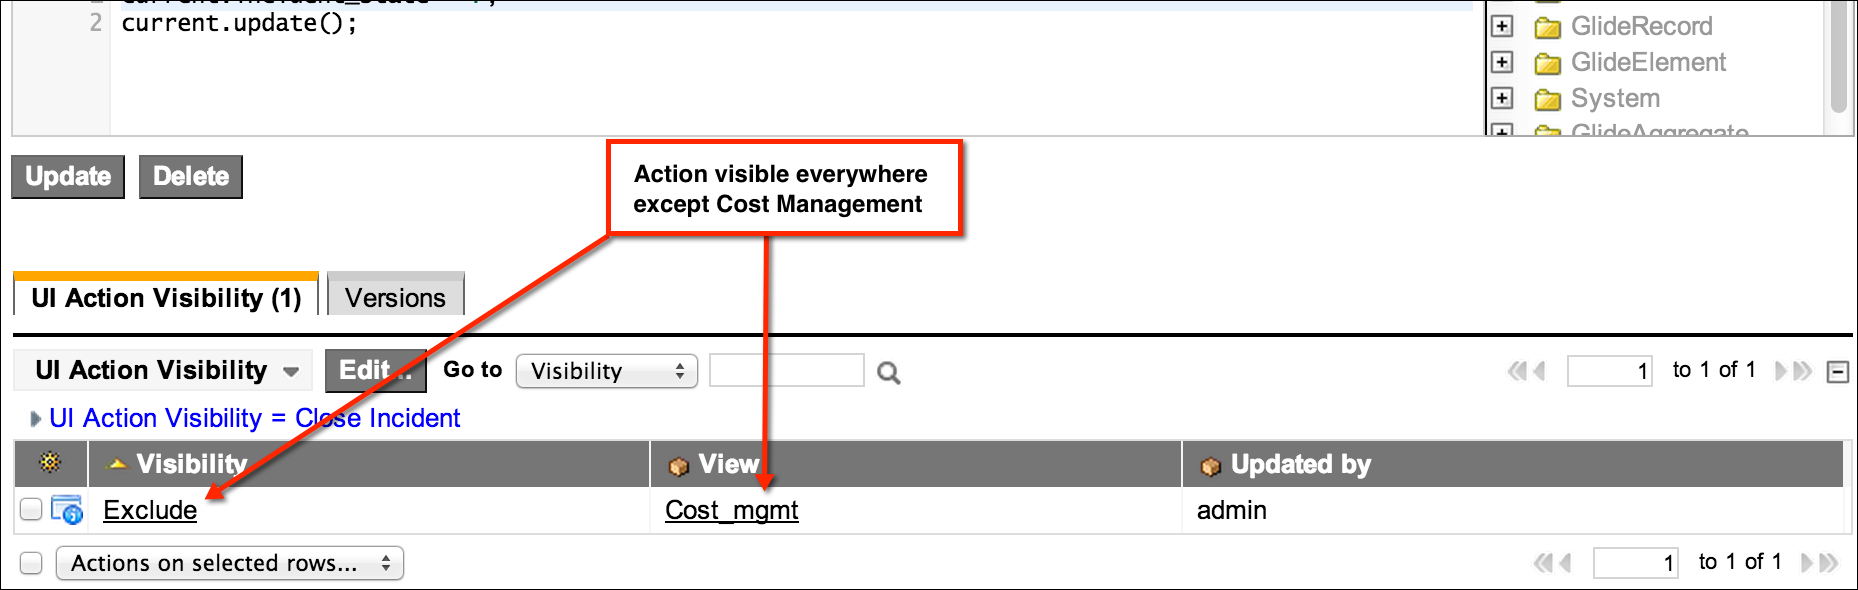 2 current.update();
GlideRecord
GlideElement
System
GlideAggregate
Update Delete
Action visible everywhere
except Cost Management
UI Action Visibility (1) Versions
UI Action Visibility Edit... Go to Visibility 1 to 1 of 1
UI Action Visibility = Close Incident
Visibility View Updated by
Exclude Cost_mgmt admin
Actions on selected rows... 1 to 1 of 1